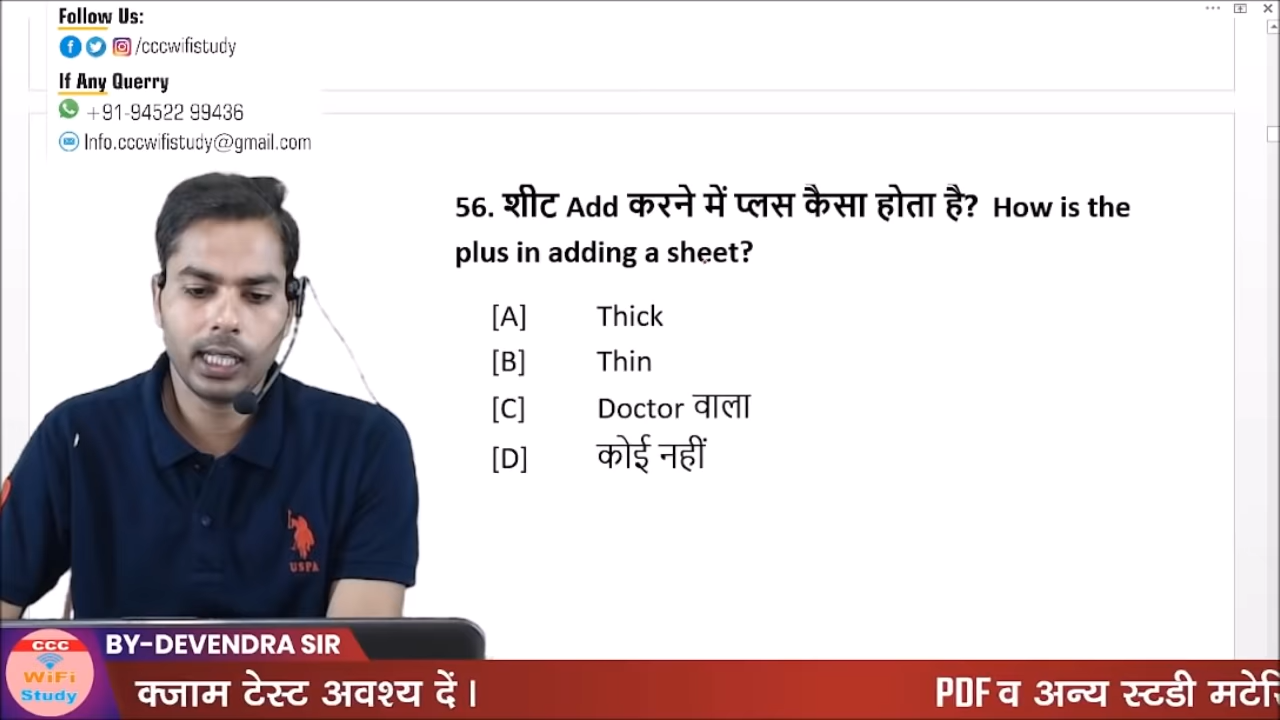 Follow Us:
/cccwifistudy
If Any Querry
+91-94522 99436
Info.cccwifistudy@gmail.com
56. शीट Add करने में प्लस कैसा होता है? How is the
plus in adding a sheet?
[A] Thick
[B] Thin
[C] Doctor वाला
[D] कोई नहीं
USPA
BY-DEVENDRA SIR
CCC
WiFi
Study
क्जाम टेस्ट अवश्य दें । PDF व अन्य स्टडी मटेरि